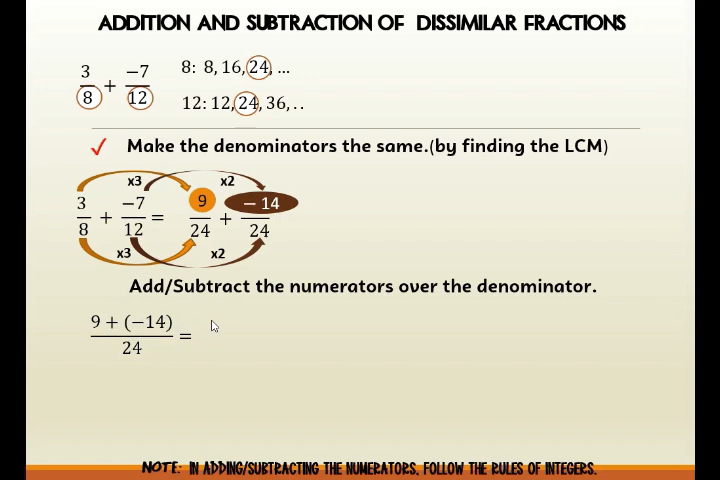 ADDITION AND SUBTRACTION OF DISSIMILAR FRACTIONS
3/8 + -7/12
8: 8, 16, 24, ...
12: 12, 24, 36, ..
✓ Make the denominators the same.(by finding the LCM)
x3 x2
3/8 + -7/12 = 9/24 + -14/24
x3 x2
Add/Subtract the numerators over the denominator.
9 + (-14)/24 =
NOTE: IN ADDING/SUBTRACTING THE NUMERATORS, FOLLOW THE RULES OF INTEGERS.